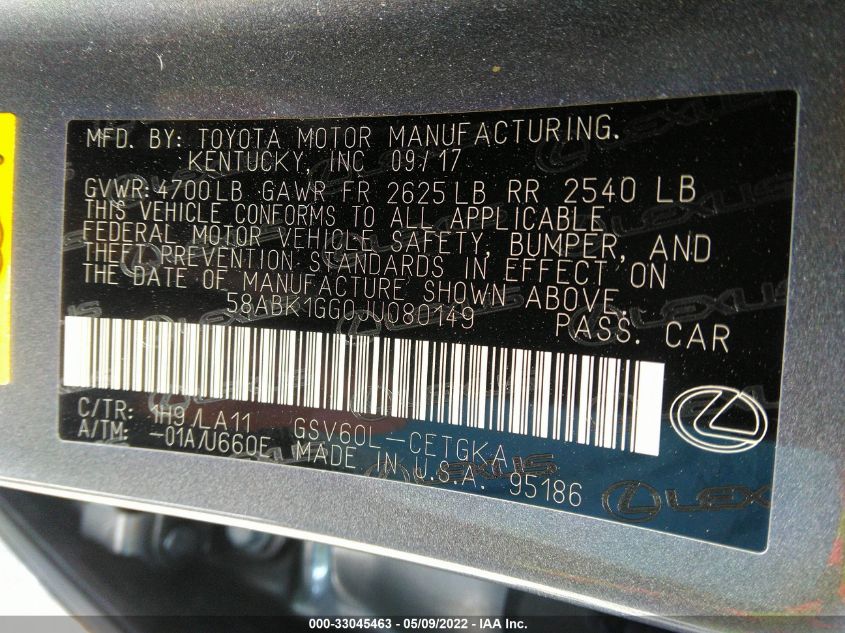 MFD. BY: TOYOTA MOTOR MANUFACTURING.
KENTUCKY, INC 09/17
GVWR: 4700 LB GAWR FR 2625 LB RR 2540 LB
THIS VEHICLE CONFORMS TO ALL APPLICABLE
FEDERAL MOTOR VEHICLE SAFETY, BUMPER, AND
THEFT PREVENTION STANDARDS IN EFFECT ON
THE DATE OF MANUFACTURE SHOWN ABOVE.
58ABK1GG0JU080149 PASS. CAR
C/TR: 1H9/LA11 GSV60L-CETGKA
A/TM: -01A/U660E MADE IN U.S.A. 95186
LEXUS
000-33045463 - 05/09/2022 - IAA Inc.